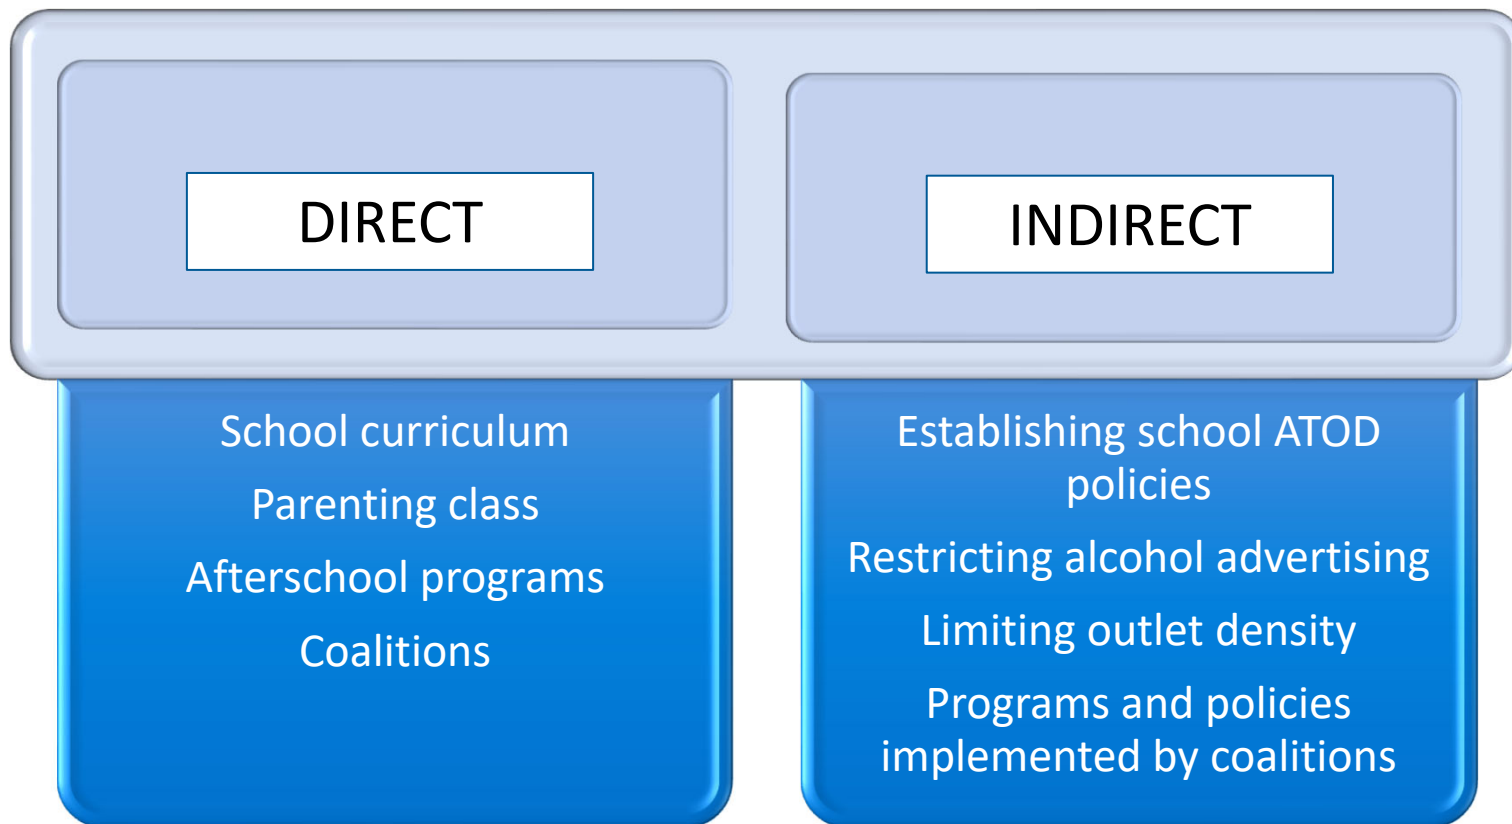 DIRECT
School curriculum
Parenting class
Afterschool programs
Coalitions
INDIRECT
Establishing school ATOD
policies
Restricting alcohol advertising
Limiting outlet density
Programs and policies
implemented by coalitions